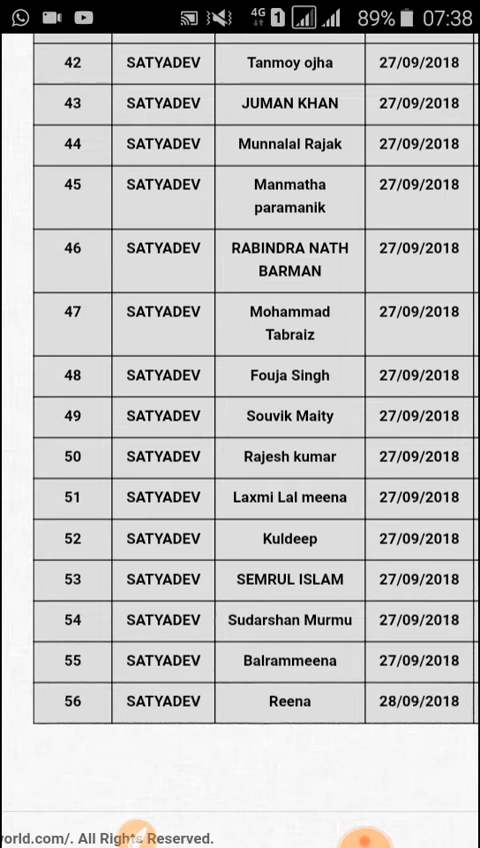 4G 1 89% 07:38
42 SATYADEV Tanmoy ojha 27/09/2018
43 SATYADEV JUMAN KHAN 27/09/2018
44 SATYADEV Munnalal Rajak 27/09/2018
45 SATYADEV Manmatha 27/09/2018
paramanik
46 SATYADEV RABINDRA NATH 27/09/2018
BARMAN
47 SATYADEV Mohammad 27/09/2018
Tabraiz
48 SATYADEV Fouja Singh 27/09/2018
49 SATYADEV Souvik Maity 27/09/2018
50 SATYADEV Rajesh kumar 27/09/2018
51 SATYADEV Laxmi Lal meena 27/09/2018
52 SATYADEV Kuldeep 27/09/2018
53 SATYADEV SEMRUL ISLAM 27/09/2018
54 SATYADEV Sudarshan Murmu 27/09/2018
55 SATYADEV Balrammeena 27/09/2018
56 SATYADEV Reena 28/09/2018
world.com/. All Rights Reserved.